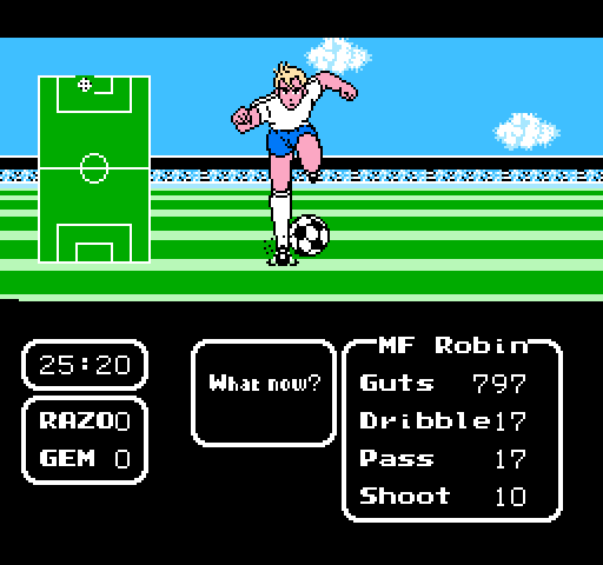 25:20
RAZO0
GEM 0
What now?
MF Robin
Guts 797
Dribble17
Pass 17
Shoot 10